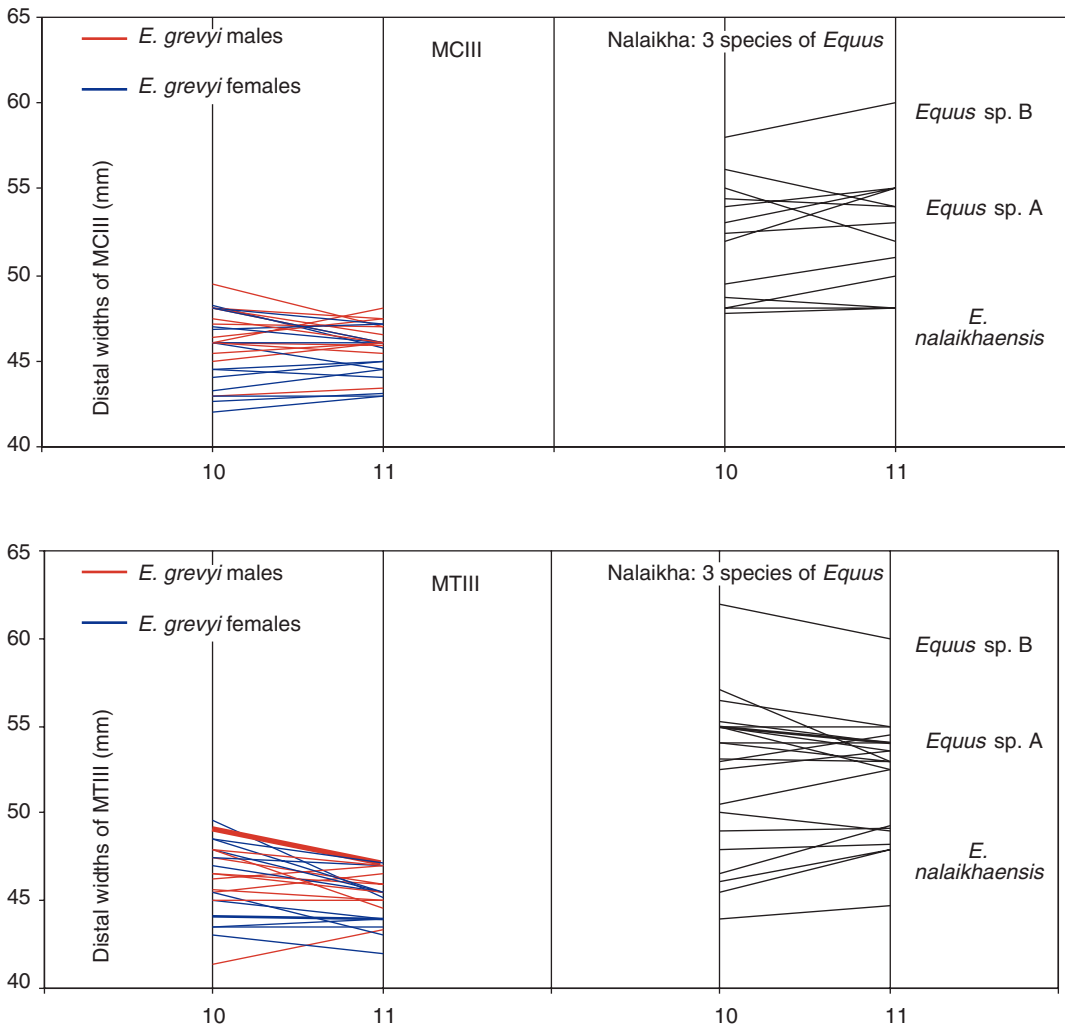 65
60
55
50
45
40
E. grevyi males
E. grevyi females
MCIII
Nalaikha: 3 species of Equus
Distal widths of MCIII (mm)
Equus sp. B
Equus sp. A
E.
nalaikhaensis
10
11
10
11
65
60
55
50
45
40
E. grevyi males
E. grevyi females
MTIII
Nalaikha: 3 species of Equus
Distal widths of MTIII (mm)
Equus sp. B
Equus sp. A
E.
nalaikhaensis
10
11
10
11